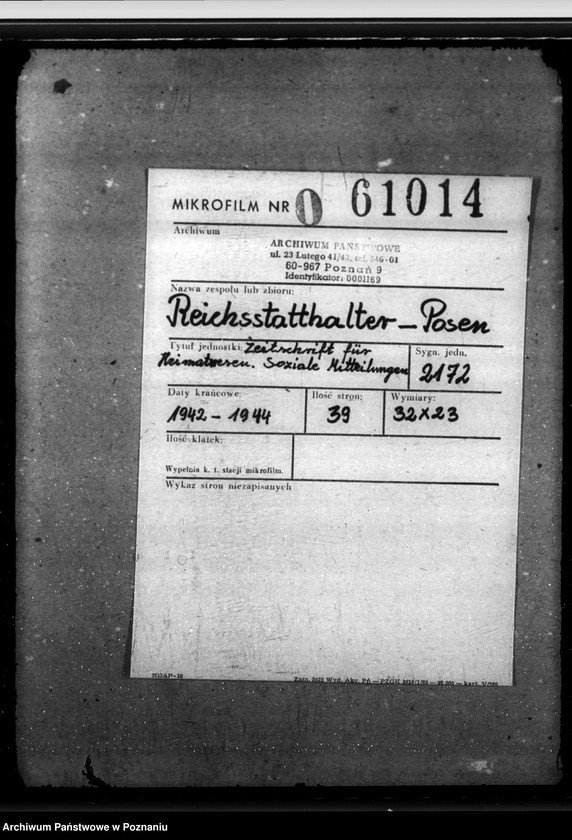 MIKROFILM NR 0 61014
Archiwum
ARCHIWUM PAŃSTWOWE
ul. 23 Lutego 41/43, tel. 546-01
60-967 Poznań 9
Identyfikator: 0001169
Nazwa zespołu lub zbioru:
Reichsstatthalter – Posen
Tytuł jednostki: Zeitschrift für
Heimatwesen. Soziale Mitteilungen
Sygn. jedn.
2172
Daty krańcowe:
1942 – 1944
Ilość stron:
39
Wymiary:
32x23
Ilość klatek:
Wypełnia k. t. stacji mikrofilm.
Wykaz stron niezapisanych
NDAP-10
Archiwum Państwowe w Poznaniu